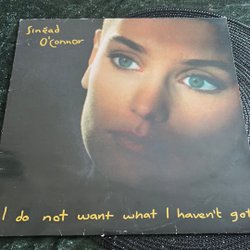 Sinéad
O'Connor
I do not want what I haven't got